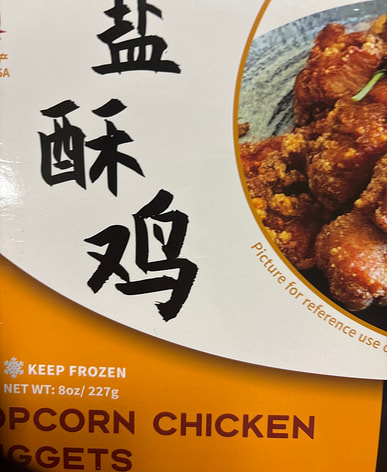 盐
酥
鸡
Picture for reference use
KEEP FROZEN
NET WT: 8oz/ 227g
OPCORN CHICKEN
GGETS